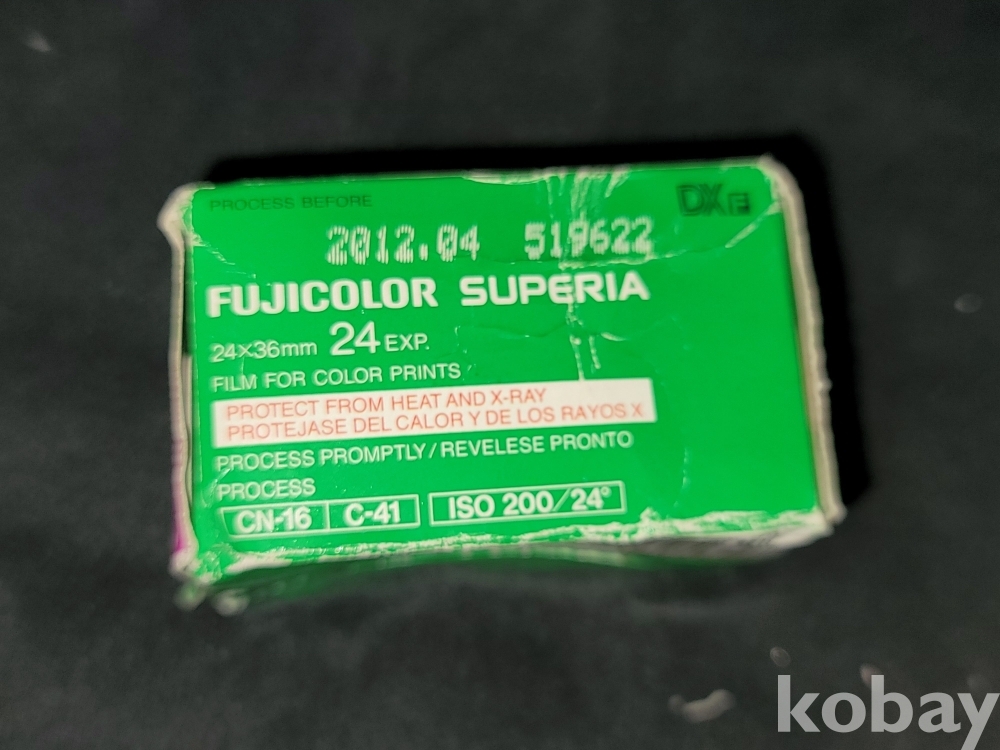 PROCESS BEFORE
DX
2012.04 519622
FUJICOLOR SUPERIA
24×36mm 24 EXP.
FILM FOR COLOR PRINTS
PROTECT FROM HEAT AND X-RAY
PROTEJASE DEL CALOR Y DE LOS RAYOS X
PROCESS PROMPTLY/REVELESE PRONTO
PROCESS
CN-16 C-41 ISO 200/24°
kobay